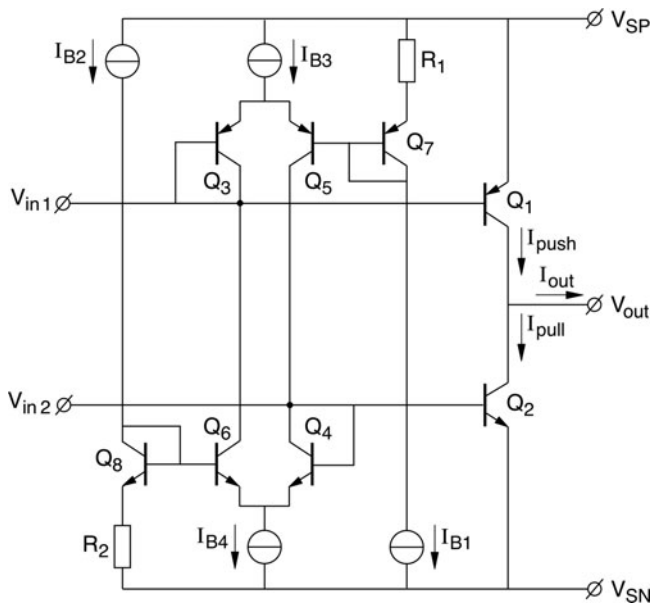 V_SP
I_B2
I_B3
R_1
Q_7
Q_3
Q_5
V_in 1
Q_1
I_push
I_out
V_out
I_pull
V_in 2
Q_2
Q_8
Q_6
Q_4
R_2
I_B4
I_B1
V_SN